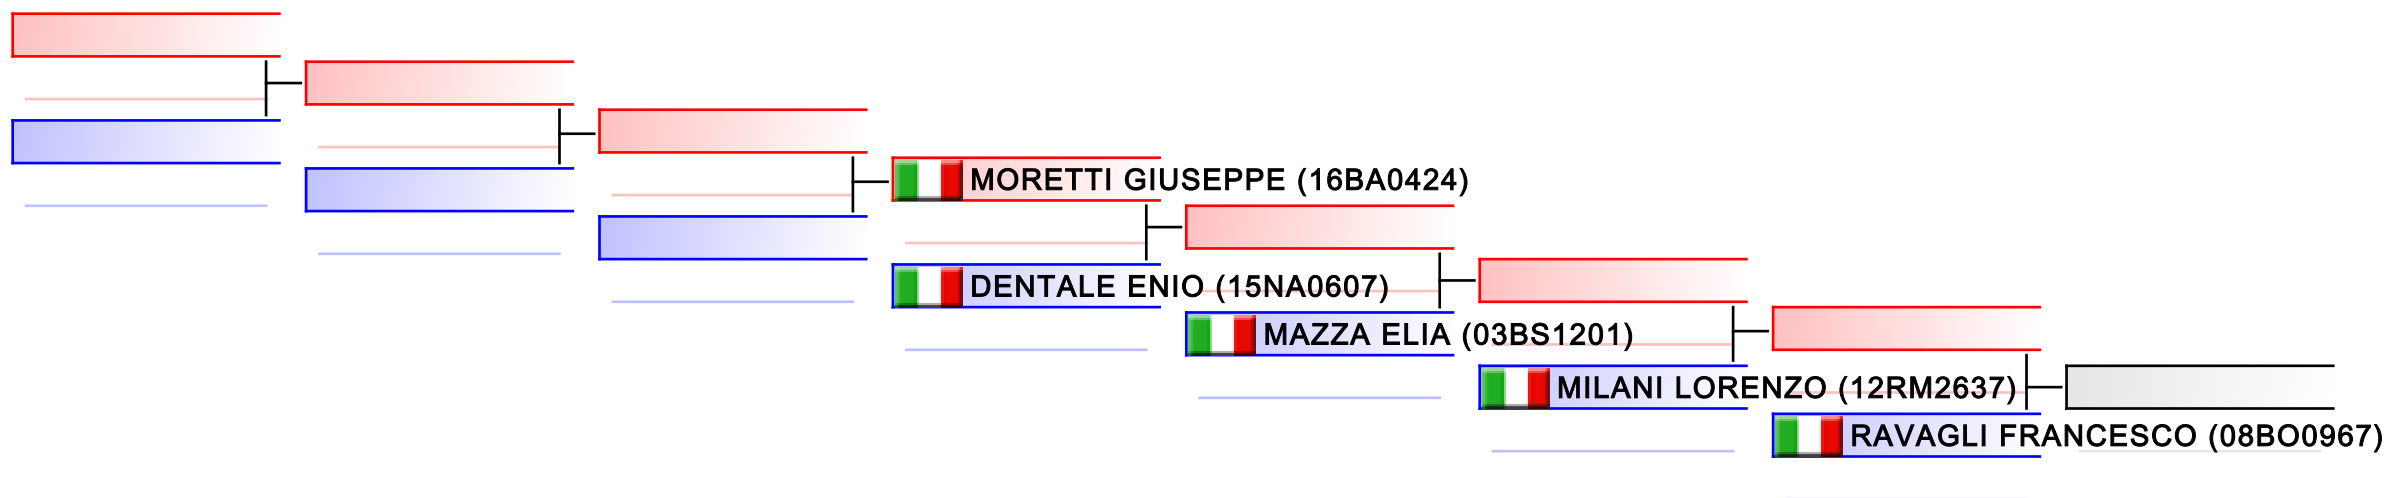 MORETTI GIUSEPPE (16BA0424)
DENTALE ENIO (15NA0607)
MAZZA ELIA (03BS1201)
MILANI LORENZO (12RM2637)
RAVAGLI FRANCESCO (08BO0967)